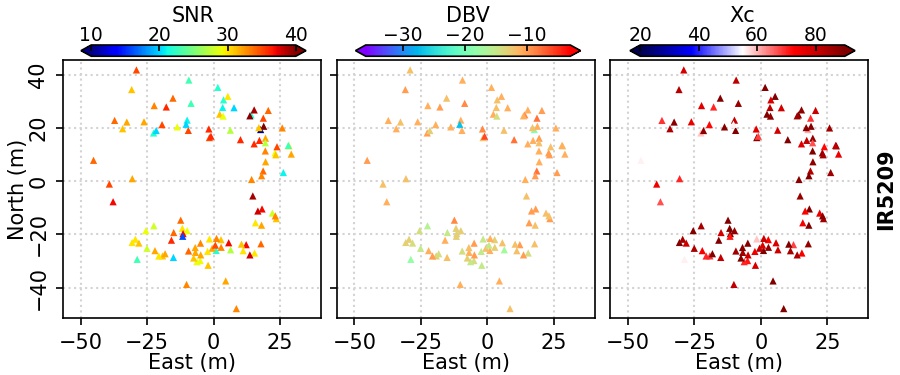 SNR DBV Xc
10 20 30 40 −30 −20 −10 20 40 60 80
North (m)
40
20
0
−20
−40
−50 −25 0 25 −50 −25 0 25 −50 −25 0 25
East (m) East (m) East (m)
IR5209